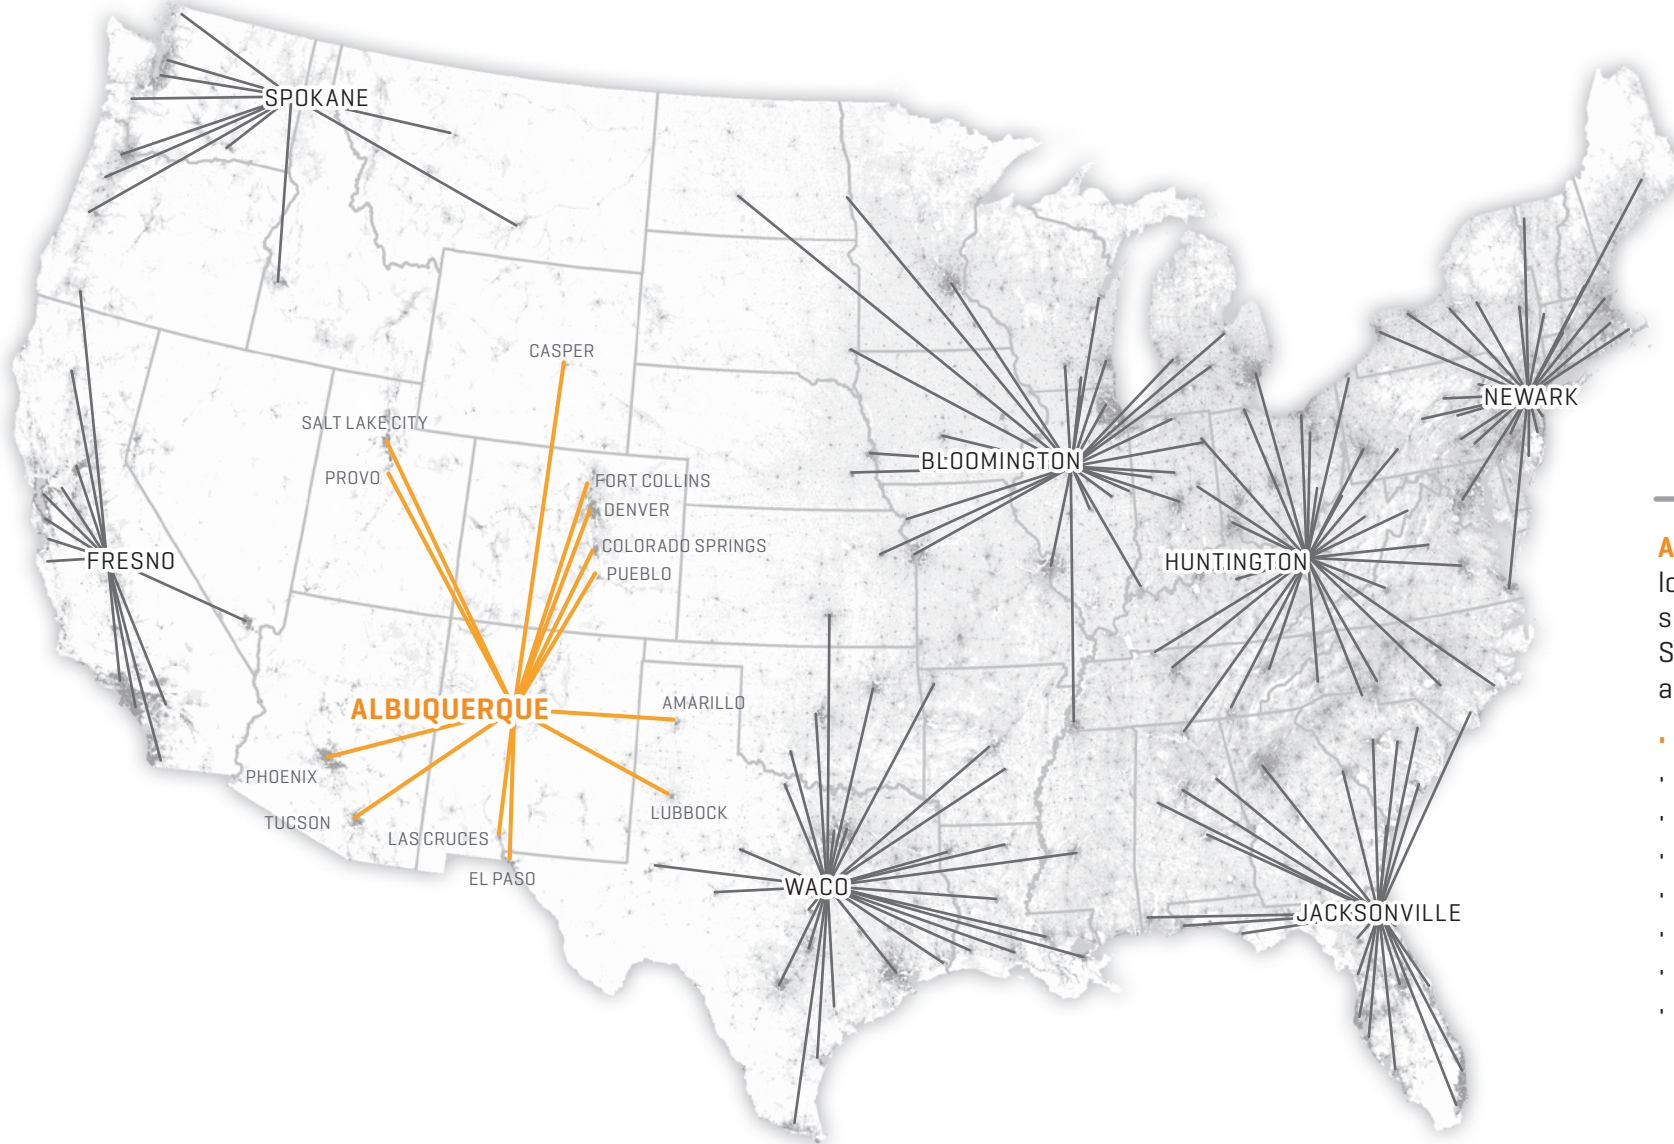 SPOKANE
CASPER
SALT LAKE CITY
PROVO
FORT COLLINS
DENVER
COLORADO SPRINGS
PUEBLO
NEWARK
BLOOMINGTON
FRESNO
HUNTINGTON
ALBUQUERQUE
AMARILLO
PHOENIX
LUBBOCK
TUCSON
LAS CRUCES
EL PASO
WACO
JACKSONVILLE